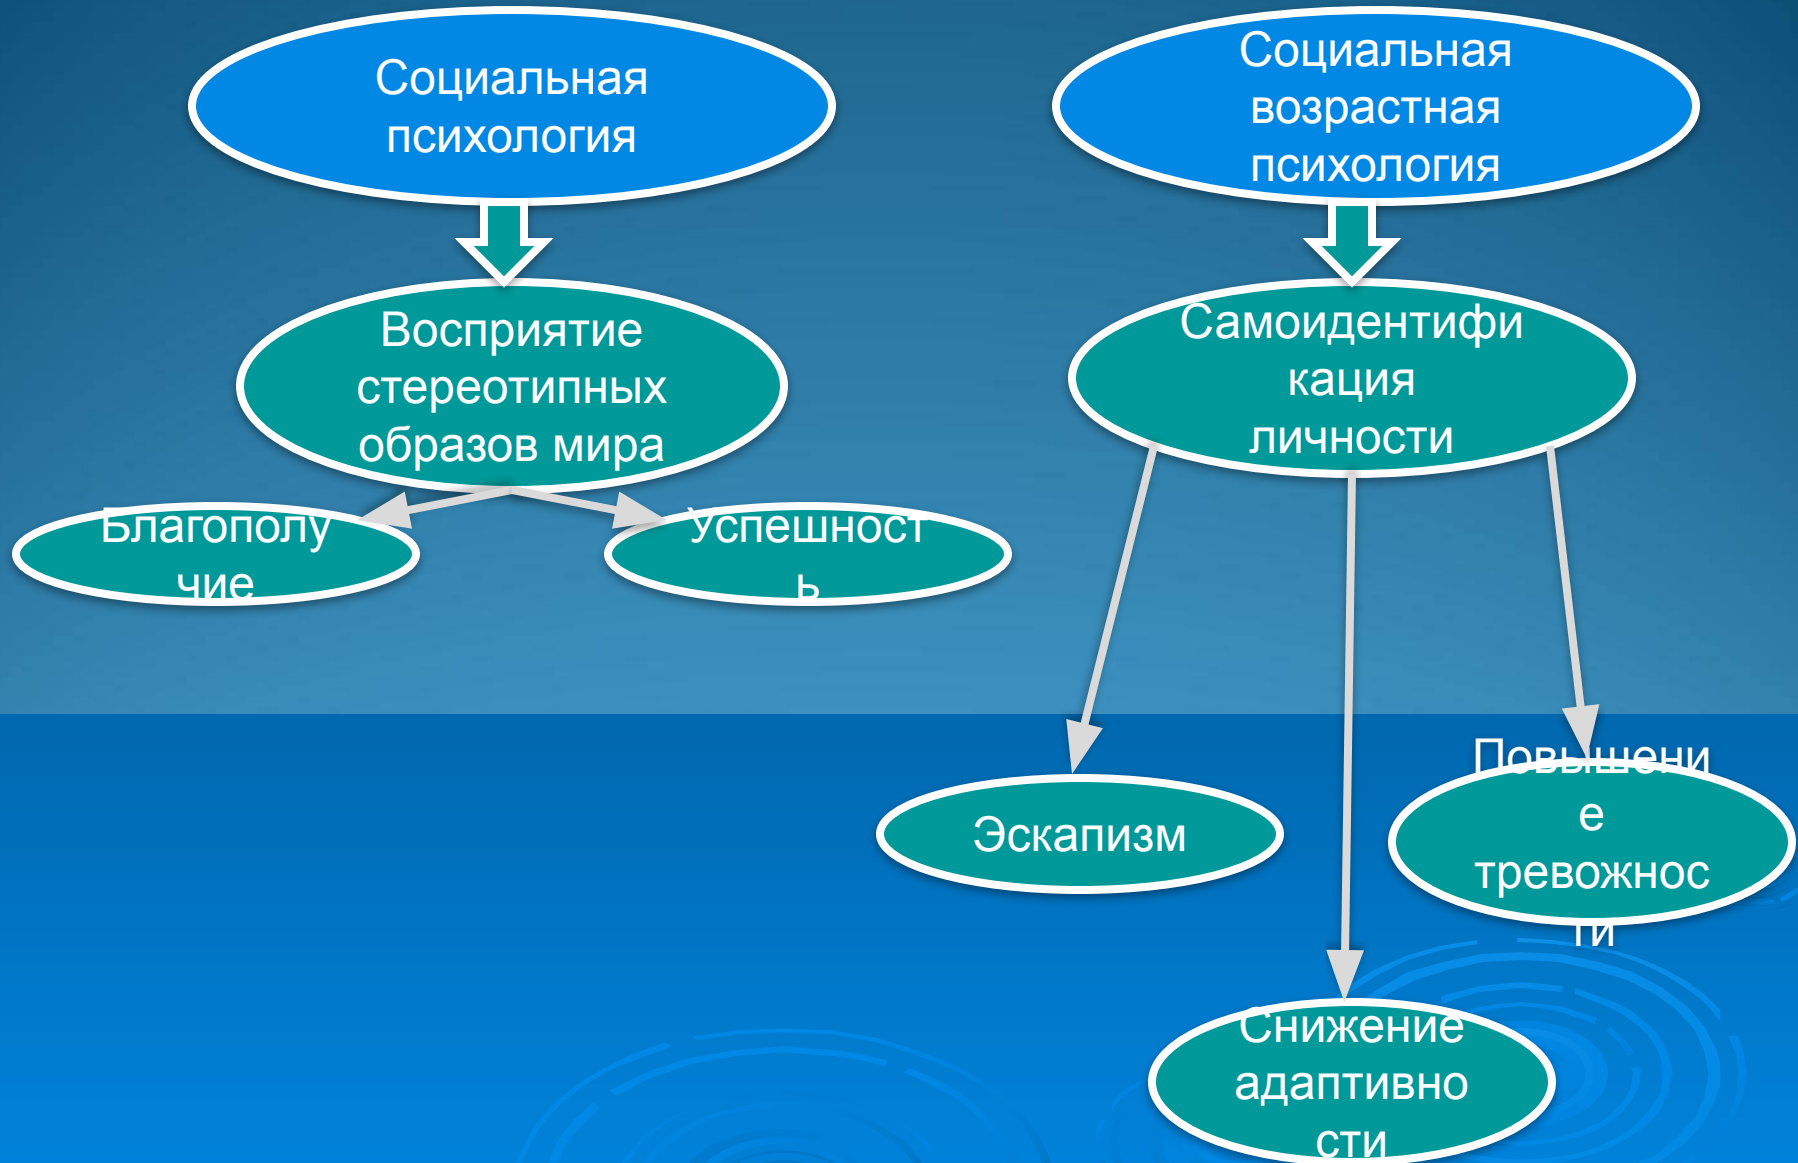 Социальная
психология
Социальная
возрастная
психология
Восприятие
стереотипных
образов мира
Самоидентифи
кация
личности
Благополу
чие
Успешност
ь
Эскапизм
Повышени
е
тревожнос
ти
Снижение
адаптивно
сти